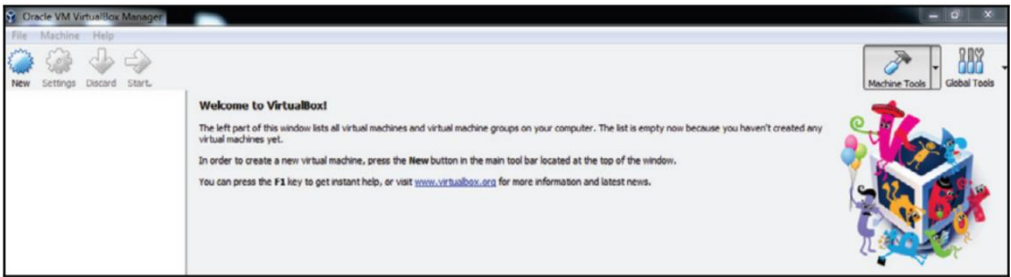 Oracle VM VirtualBox Manager
File Machine Help
New Settings Discard Start
Machine Tools Global Tools
Welcome to VirtualBox!
The left part of this window lists all virtual machines and virtual machine groups on your computer. The list is empty now because you haven't created any
virtual machines yet.
In order to create a new virtual machine, press the New button in the main tool bar located at the top of the window.
You can press the F1 key to get instant help, or visit www.virtualbox.org for more information and latest news.